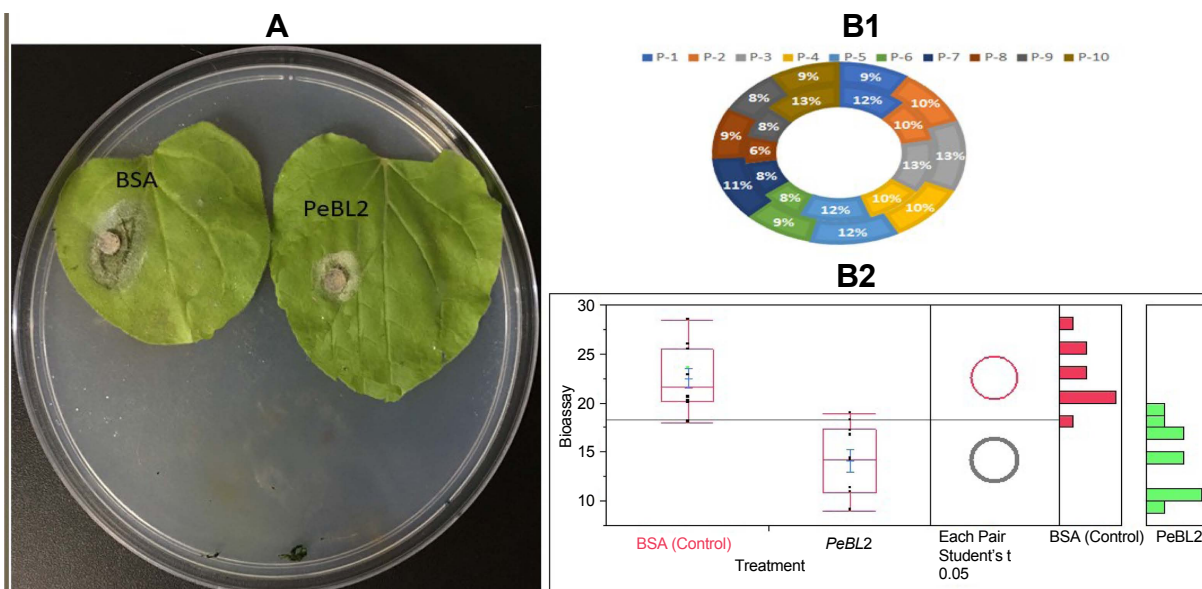 A
BSA
PeBL2
B1
P-1 P-2 P-3 P-4 P-5 P-6 P-7 P-8 P-9 P-10
9% 9%
8% 13% 12% 10%
8% 10%
9% 6% 13% 13%
11% 8% 10% 10%
8% 12%
9% 12%
B2
30
25
20
15
10
Bioassay
BSA (Control) PeBL2
Treatment
Each Pair
Student's t
0.05
BSA (Control)
PeBL2